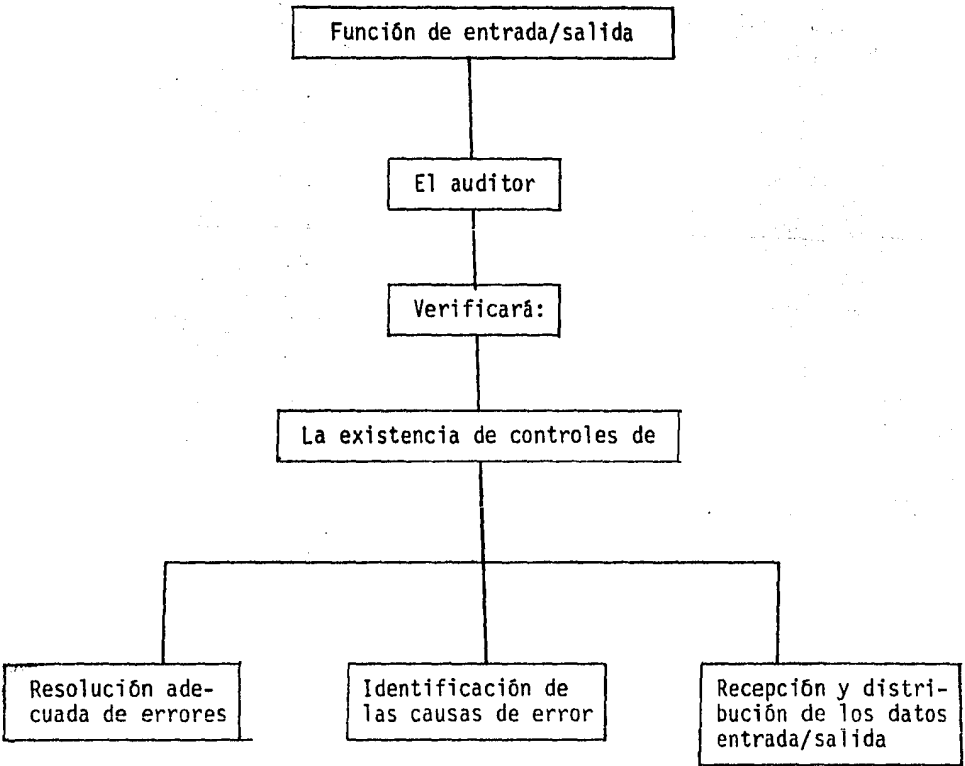 Función de entrada/salida
El auditor
Verificará:
La existencia de controles de
Resolución ade-
cuada de errores
Identificación de
las causas de error
Recepción y distri-
bución de los datos
entrada/salida